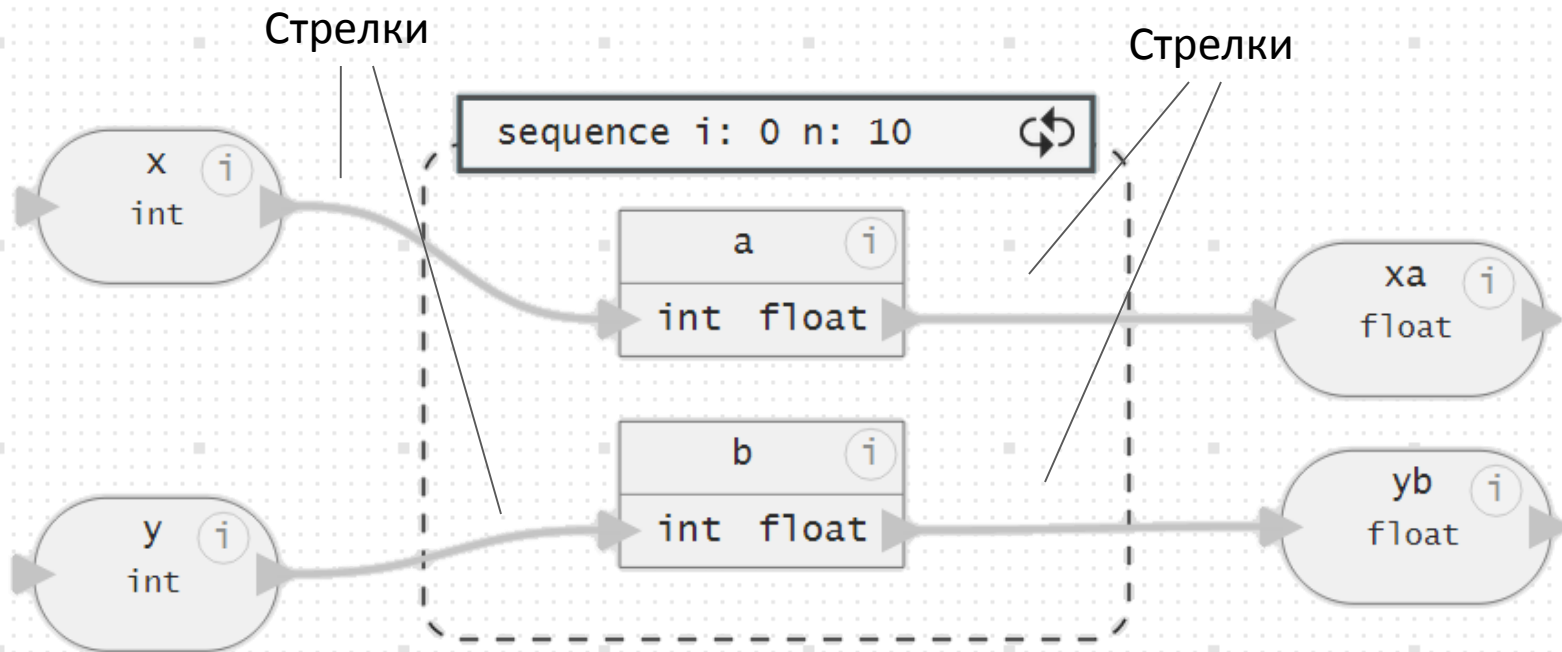 Стрелки
Стрелки
sequence i: 0 n: 10
x i
int
a i
int float
xa i
float
b i
int float
yb i
float
y i
int